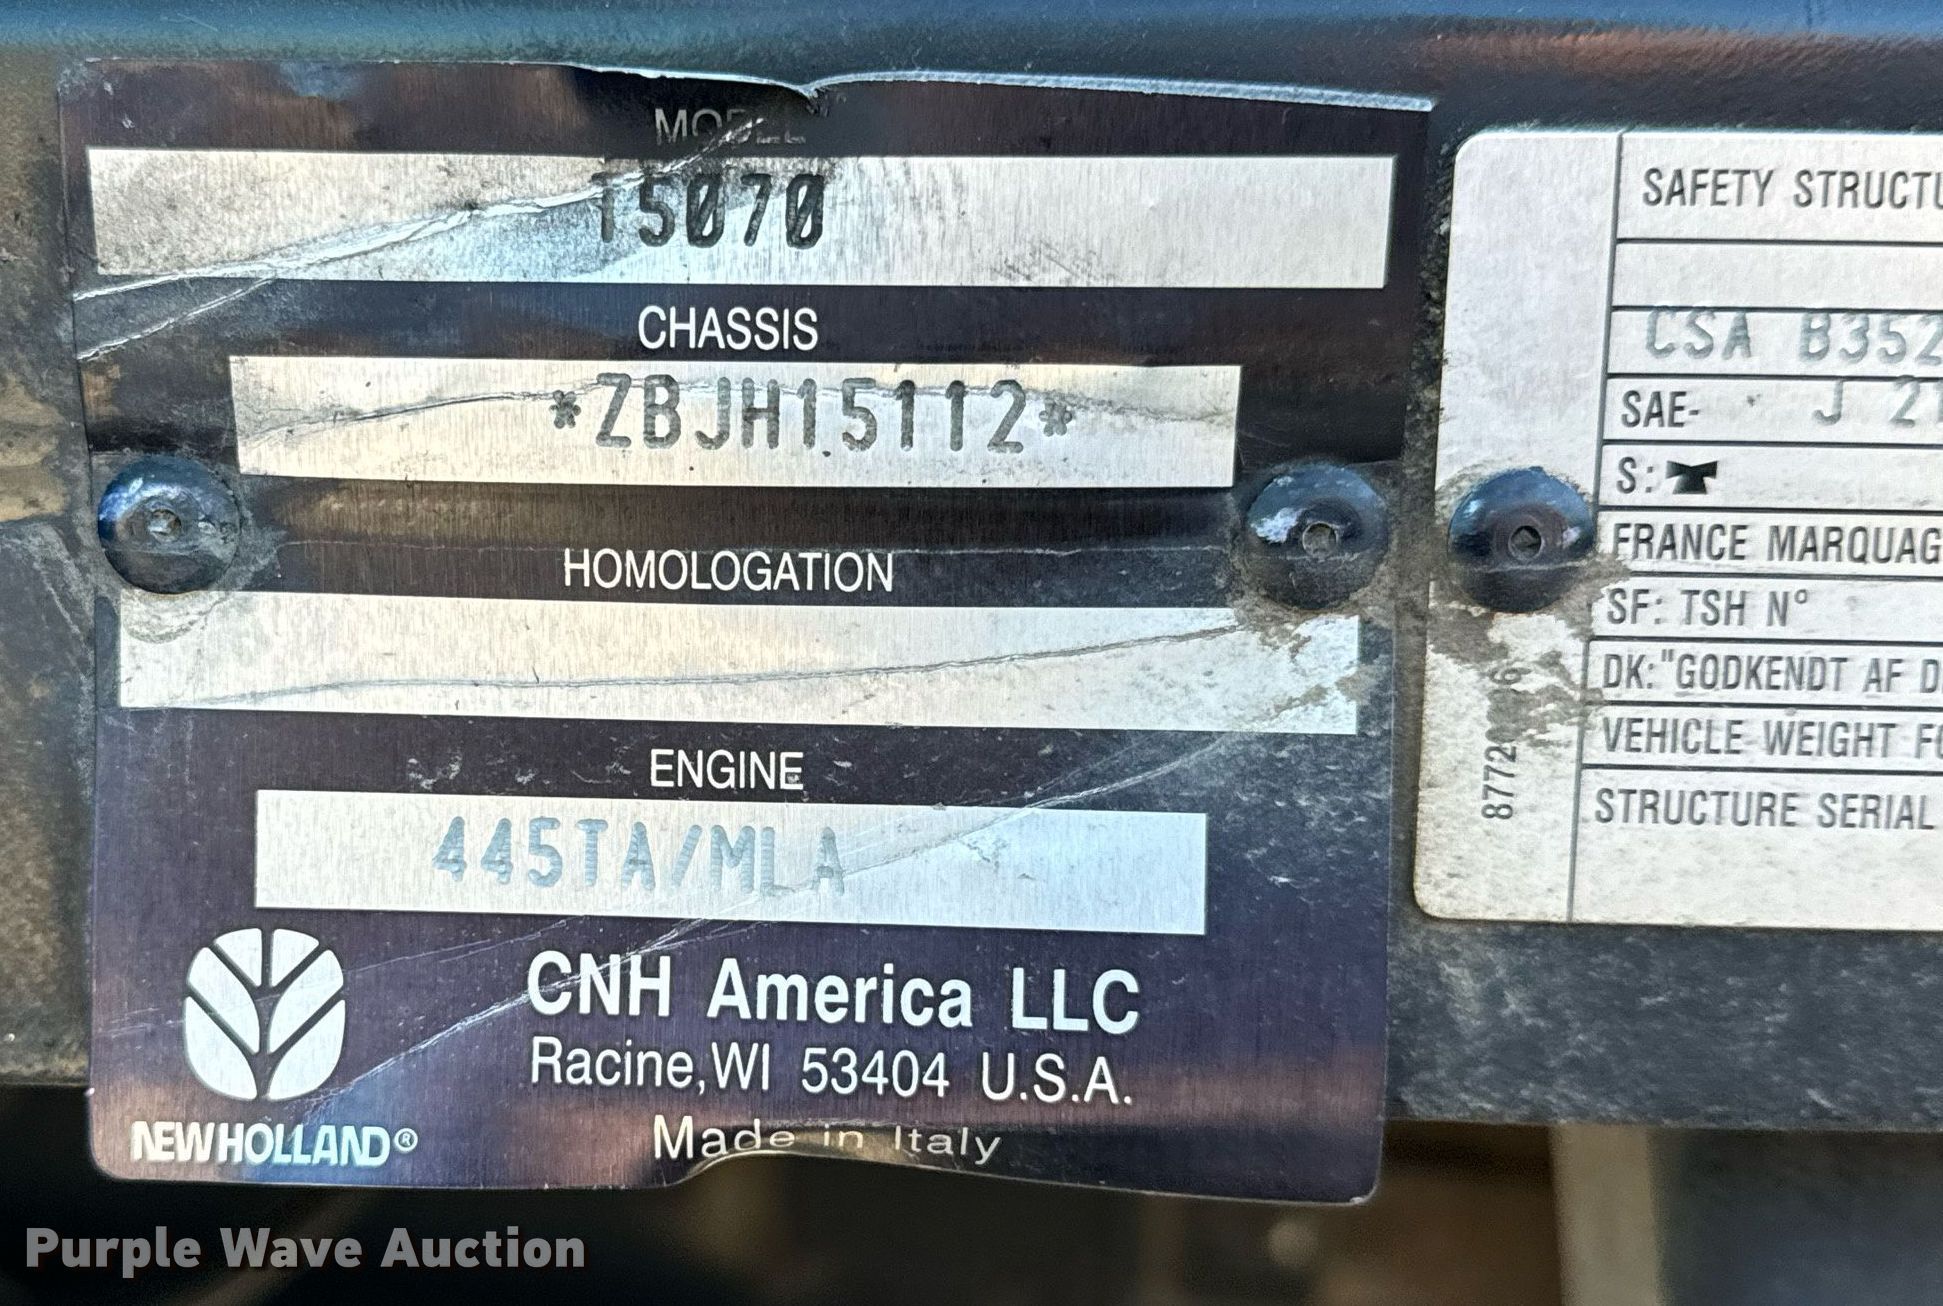 MODEL
T5070
CHASSIS
*ZBJH15112*
HOMOLOGATION
ENGINE
445TA/MLA
CNH America LLC
Racine, WI 53404 U.S.A.
Made in Italy
NEW HOLLAND®
SAFETY STRUCTU
CSA B352
SAE- J 2
S:
FRANCE MARQUAG
SF: TSH N°
DK:"GODKENDT AF D
VEHICLE WEIGHT FO
STRUCTURE SERIAL
Purple Wave Auction